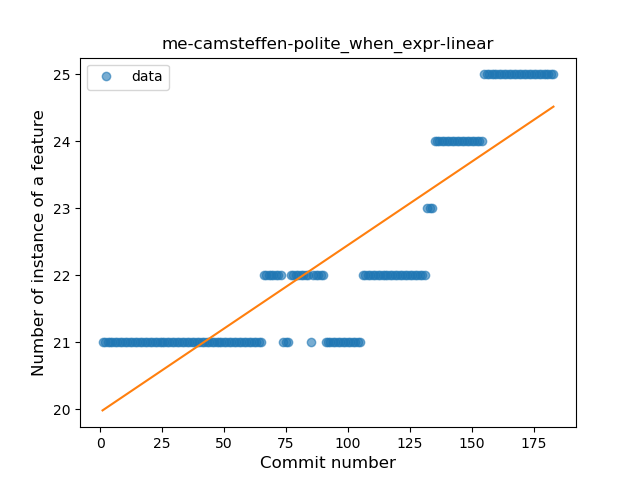 me-camsteffen-polite_when_expr-linear
data
Number of instance of a feature
25
24
23
22
21
20
0 25 50 75 100 125 150 175
Commit number